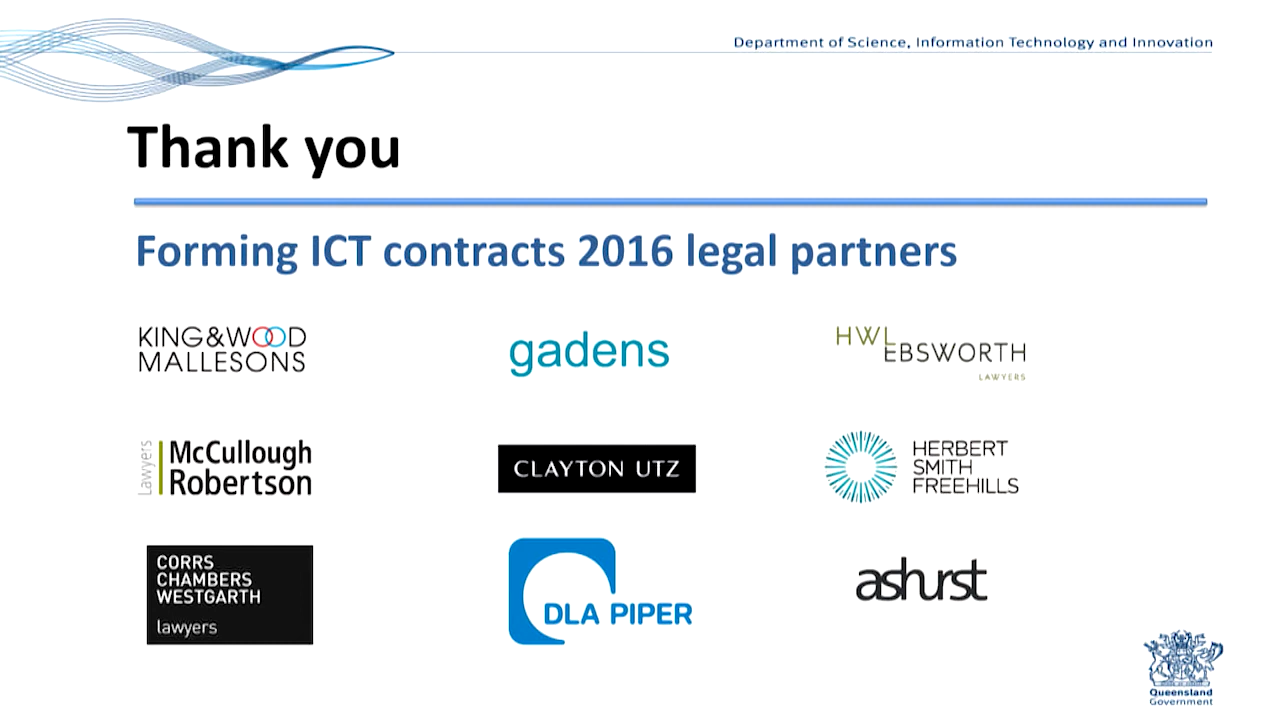 Department of Science, Information Technology and Innovation
Thank you
Forming ICT contracts 2016 legal partners
KING&WOOD
MALLESONS
gadens
HWL
EBSWORTH
LAWYERS
Lawyers
McCullough
Robertson
CLAYTON UTZ
HERBERT
SMITH
FREEHILLS
CORRS
CHAMBERS
WESTGARTH
lawyers
DLA PIPER
ashurst
Queensland
Government